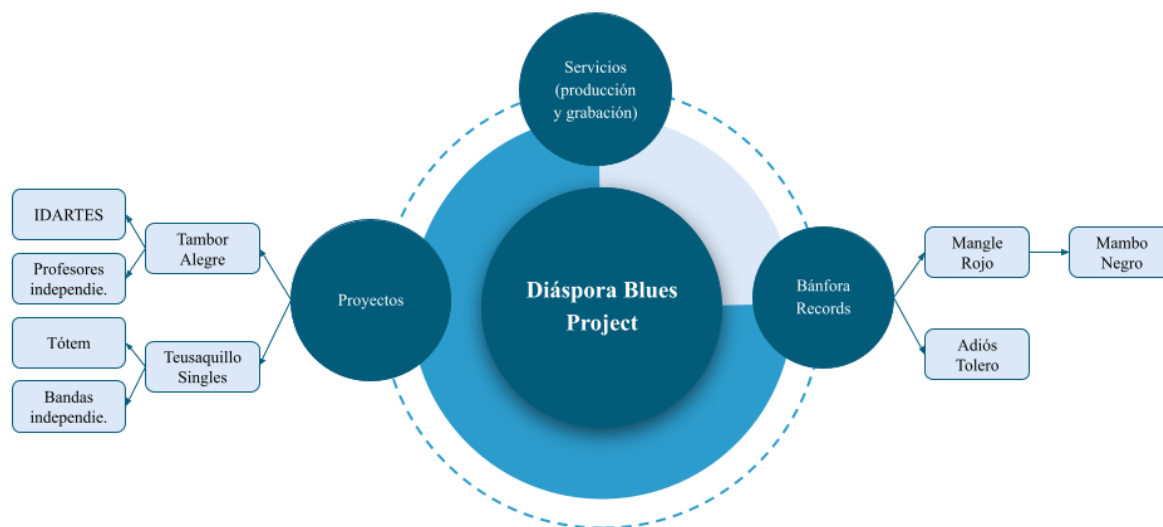 Servicios
(producción
y grabación)
IDARTES
Profesores
independie.
Tambor
Alegre
Tótem
Bandas
independie.
Teusaquillo
Singles
Proyectos
Diáspora Blues
Project
Bánfora
Records
Mangle
Rojo
Mambo
Negro
Adiós
Tolero